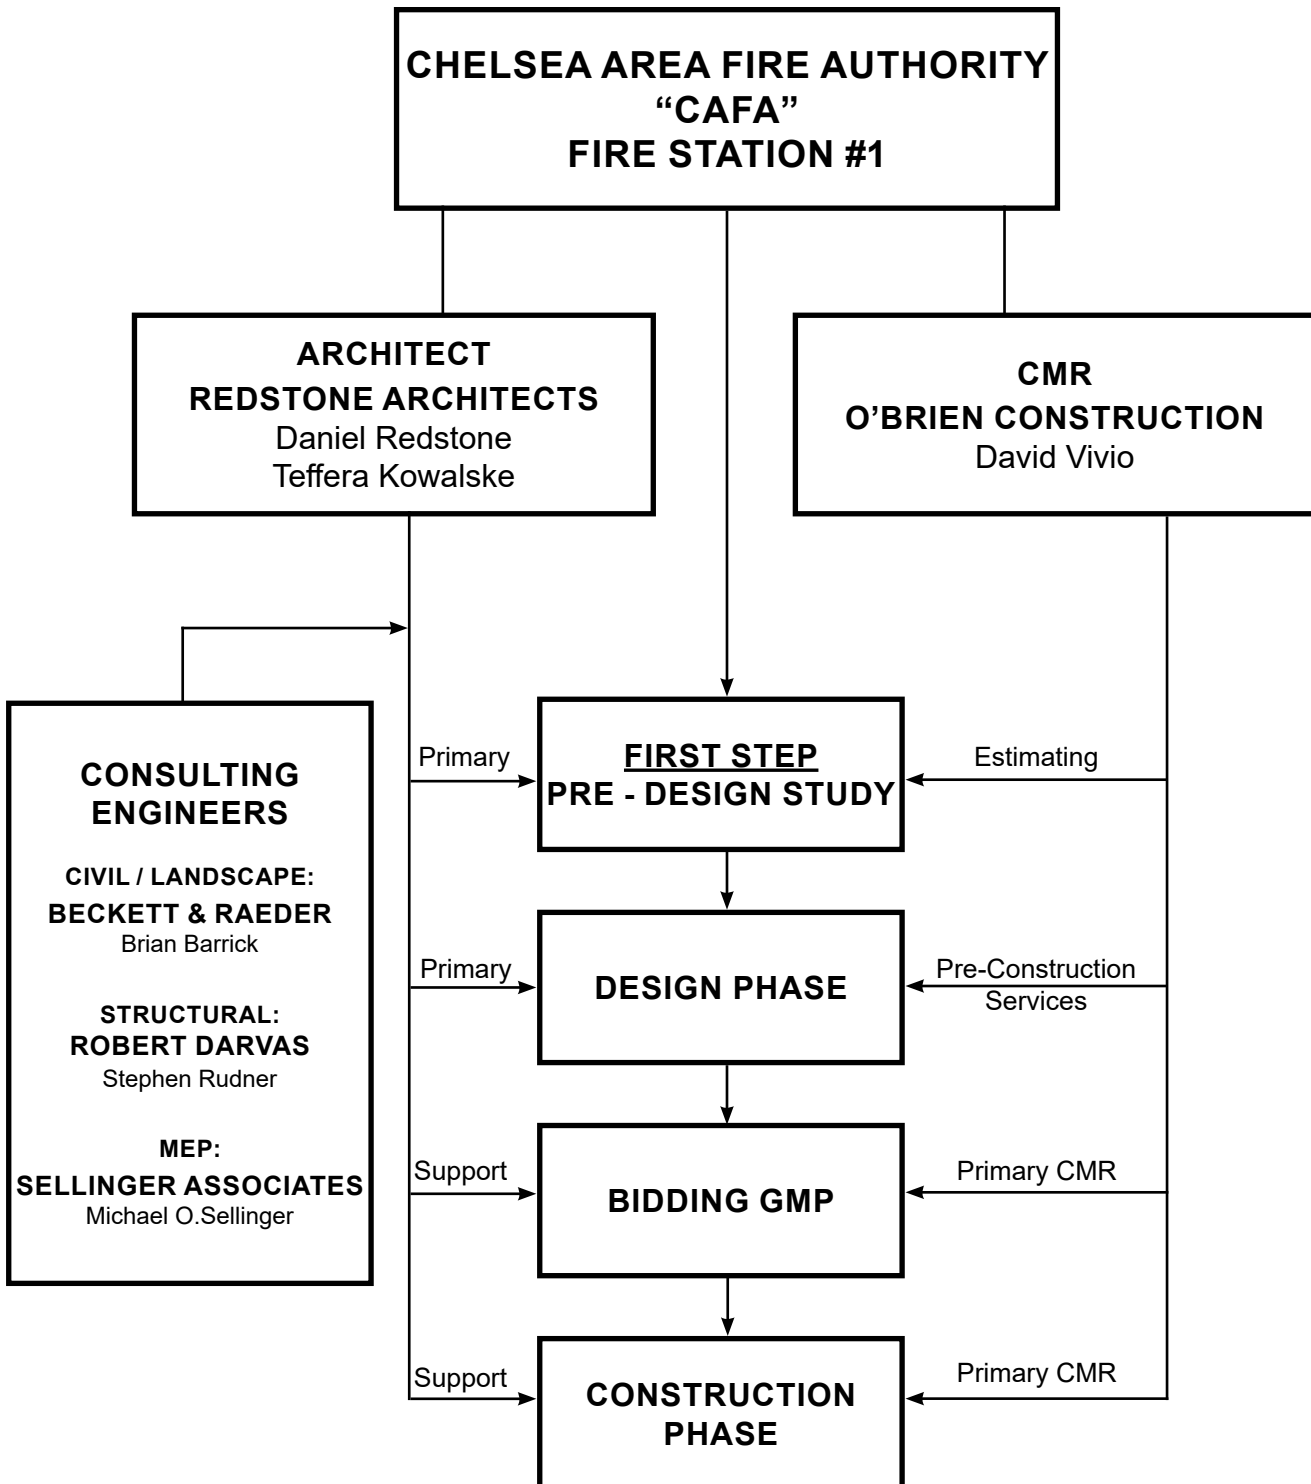 CHELSEA AREA FIRE AUTHORITY
“CAFA”
FIRE STATION #1
ARCHITECT
REDSTONE ARCHITECTS
Daniel Redstone
Teffera Kowalske
CMR
O’BRIEN CONSTRUCTION
David Vivio
CONSULTING
ENGINEERS
CIVIL / LANDSCAPE:
BECKETT & RAEDER
Brian Barrick
STRUCTURAL:
ROBERT DARVAS
Stephen Rudner
MEP:
SELLINGER ASSOCIATES
Michael O.Sellinger
Primary
FIRST STEP
PRE - DESIGN STUDY
Estimating
Primary
DESIGN PHASE
Pre-Construction
Services
Support
BIDDING GMP
Primary CMR
Support
CONSTRUCTION
PHASE
Primary CMR